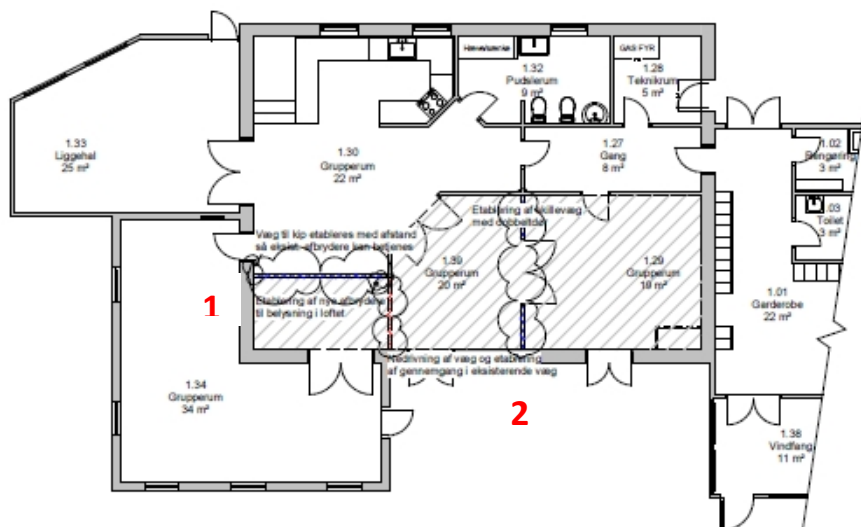 Hæve/sænke
1.32
Puslerum
9 m²
GAS FYR
1.28
Teknikrum
5 m²
1.33
Liggehal
25 m²
1.30
Grupperum
22 m²
1.27
Gang
8 m²
1.02
Rengøring
3 m²
1.03
Toilet
3 m²
Væg til kip etableres med afstand
så eksist. afbrydere kan betjenes
Etablering af skillevæg
med dobbeltdør
1.39
Grupperum
20 m²
1.29
Grupperum
19 m²
1.01
Garderobe
22 m²
Etablering af nye afbrydere
til belysning i loftet
1
Nedrivning af væg og etablering
af gennemgang i eksisterende væg
1.34
Grupperum
34 m²
2
1.38
Vindfang
11 m²